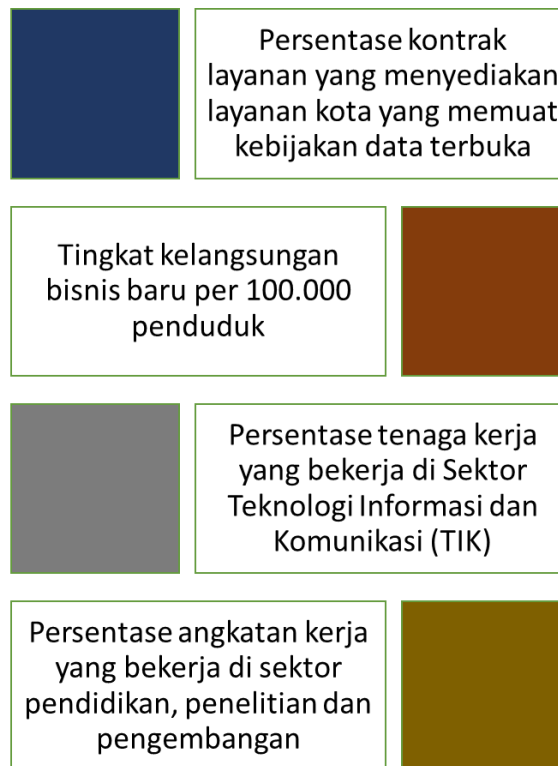 Persentase kontrak
layanan yang menyediakan
layanan kota yang memuat
kebijakan data terbuka
Tingkat kelangsungan
bisnis baru per 100.000
penduduk
Persentase tenaga kerja
yang bekerja di Sektor
Teknologi Informasi dan
Komunikasi (TIK)
Persentase angkatan kerja
yang bekerja di sektor
pendidikan, penelitian dan
pengembangan